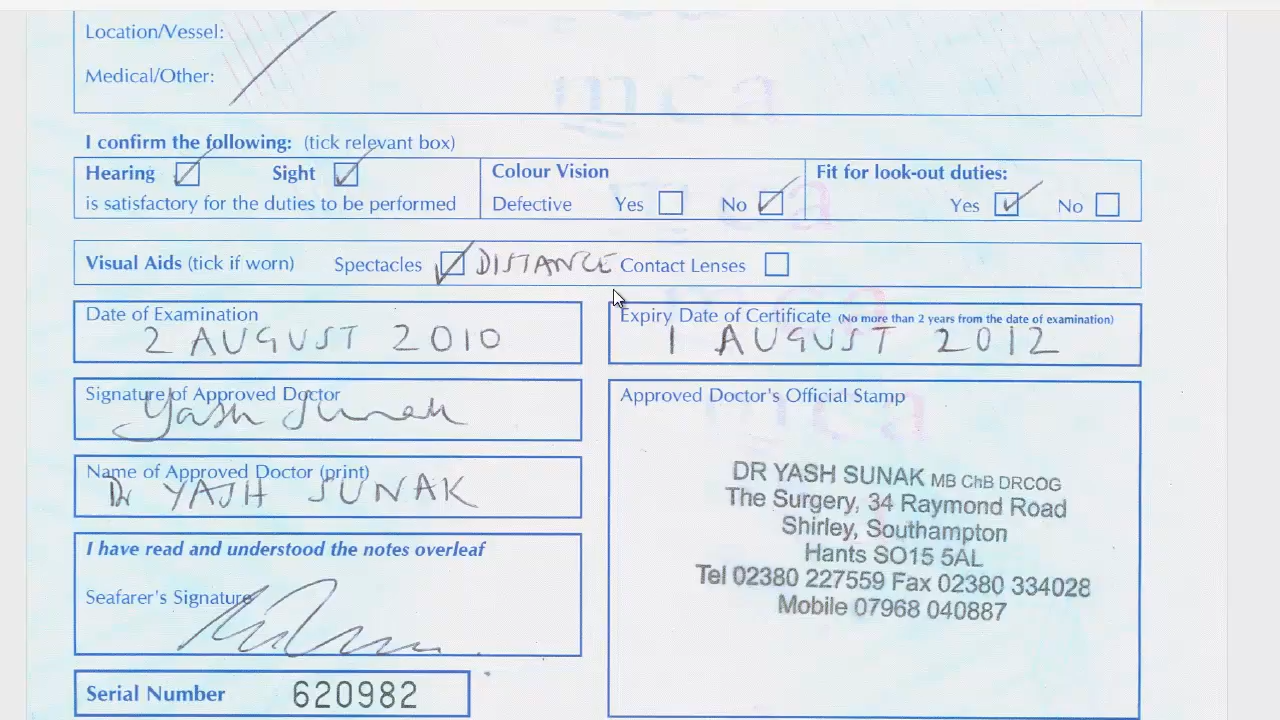 Location/Vessel:
Medical/Other:
I confirm the following: (tick relevant box)
Hearing Sight
is satisfactory for the duties to be performed
Colour Vision
Defective Yes No
Fit for look-out duties:
Yes No
Visual Aids (tick if worn) Spectacles DISTANCE Contact Lenses
Date of Examination
2 AUGUST 2010
Expiry Date of Certificate (No more than 2 years from the date of examination)
1 AUGUST 2012
Signature of Approved Doctor
Yash Sunak
Name of Approved Doctor (print)
Dr YASH SUNAK
I have read and understood the notes overleaf
Seafarer's Signature
Serial Number 620982
Approved Doctor's Official Stamp
DR YASH SUNAK MB ChB DRCOG
The Surgery, 34 Raymond Road
Shirley, Southampton
Hants SO15 5AL
Tel 02380 227559 Fax 02380 334028
Mobile 07968 040887